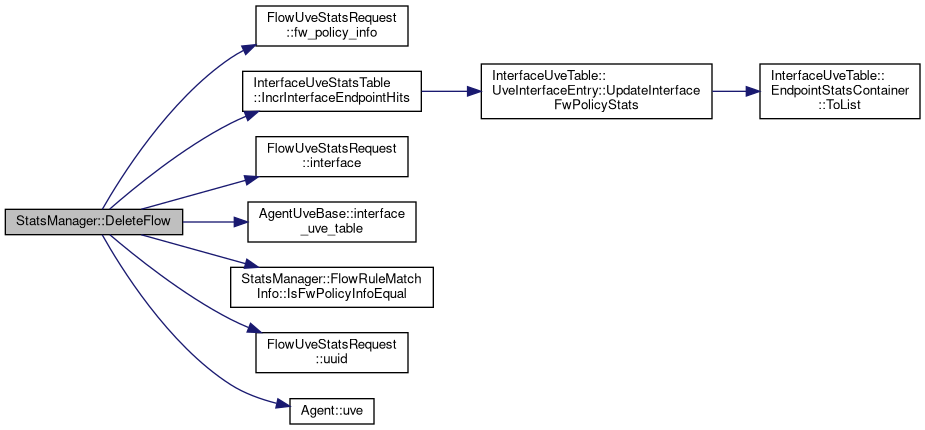 FlowUveStatsRequest
::fw_policy_info
InterfaceUveStatsTable
::IncrInterfaceEndpointHits
InterfaceUveTable::
UveInterfaceEntry::UpdateInterface
FwPolicyStats
InterfaceUveTable::
EndpointStatsContainer
::ToList
FlowUveStatsRequest
::interface
StatsManager::DeleteFlow
AgentUveBase::interface
_uve_table
StatsManager::FlowRuleMatch
Info::IsFwPolicyInfoEqual
FlowUveStatsRequest
::uuid
Agent::uve